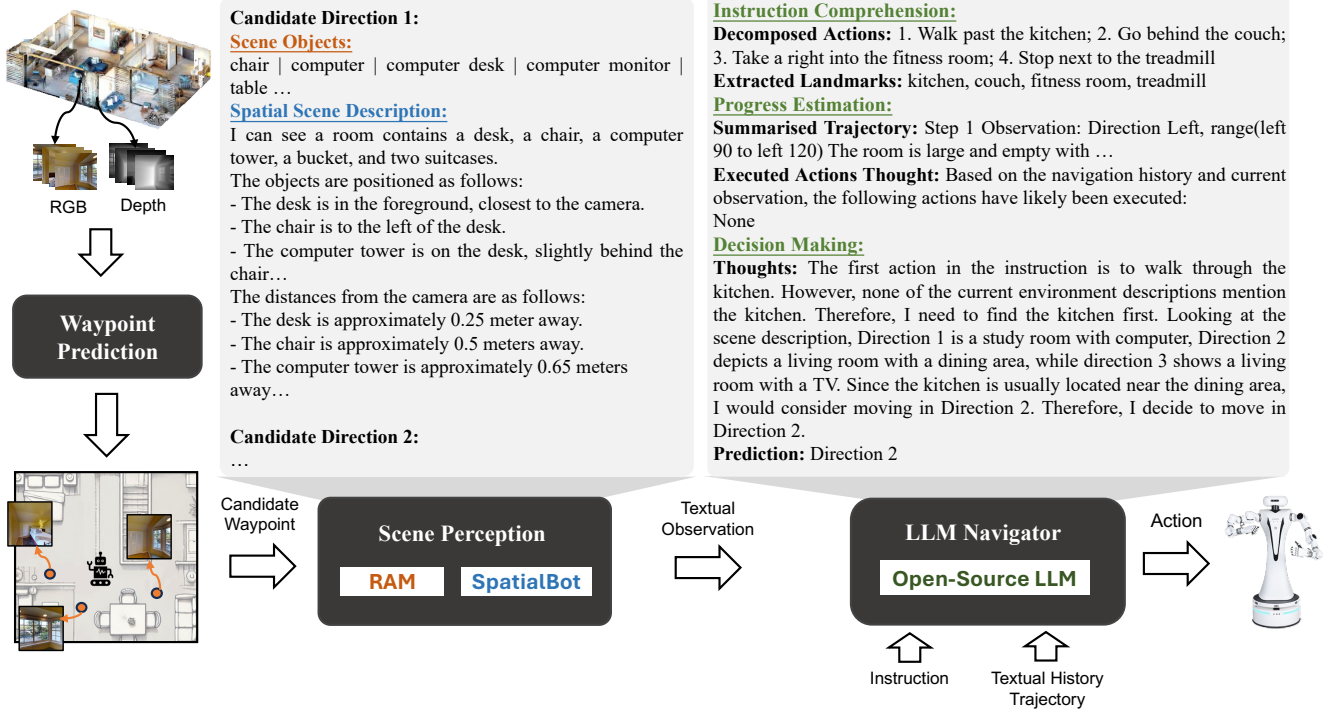 RGB
Depth
Waypoint
Prediction
Candidate Direction 1:
Scene Objects:
chair | computer | computer desk | computer monitor |
table …
Spatial Scene Description:
I can see a room contains a desk, a chair, a computer
tower, a bucket, and two suitcases.
The objects are positioned as follows:
- The desk is in the foreground, closest to the camera.
- The chair is to the left of the desk.
- The computer tower is on the desk, slightly behind the
chair…
The distances from the camera are as follows:
- The desk is approximately 0.25 meter away.
- The chair is approximately 0.5 meters away.
- The computer tower is approximately 0.65 meters
away…
Candidate Direction 2:
…
Instruction Comprehension:
Decomposed Actions: 1. Walk past the kitchen; 2. Go behind the couch;
3. Take a right into the fitness room; 4. Stop next to the treadmill
Extracted Landmarks: kitchen, couch, fitness room, treadmill
Progress Estimation:
Summarised Trajectory: Step 1 Observation: Direction Left, range(left
90 to left 120) The room is large and empty with …
Executed Actions Thought: Based on the navigation history and current
observation, the following actions have likely been executed:
None
Decision Making:
Thoughts: The first action in the instruction is to walk through the
kitchen. However, none of the current environment descriptions mention
the kitchen. Therefore, I need to find the kitchen first. Looking at the
scene description, Direction 1 is a study room with computer, Direction 2
depicts a living room with a dining area, while direction 3 shows a living
room with a TV. Since the kitchen is usually located near the dining area,
I would consider moving in Direction 2. Therefore, I decide to move in
Direction 2.
Prediction: Direction 2
Candidate
Waypoint
Scene Perception
RAM
SpatialBot
Textual
Observation
LLM Navigator
Open-Source LLM
Action
Instruction
Textual History
Trajectory